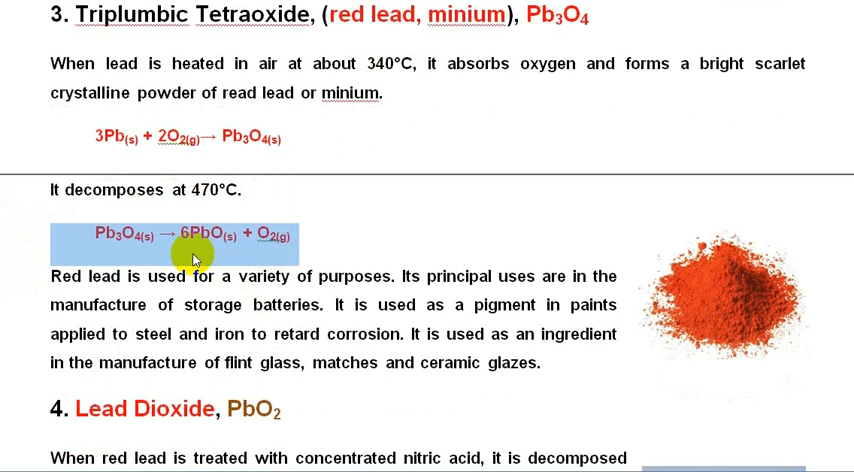 3. Triplumbic Tetraoxide, (red lead, minium), Pb₃O₄
When lead is heated in air at about 340°C, it absorbs oxygen and forms a bright scarlet
crystalline powder of read lead or minium.
3Pb(s) + 2O₂(g)→ Pb₃O₄(s)
It decomposes at 470°C.
Pb₃O₄(s) → 6PbO(s) + O₂(g)
Red lead is used for a variety of purposes. Its principal uses are in the
manufacture of storage batteries. It is used as a pigment in paints
applied to steel and iron to retard corrosion. It is used as an ingredient
in the manufacture of flint glass, matches and ceramic glazes.
4. Lead Dioxide, PbO₂
When red lead is treated with concentrated nitric acid, it is decomposed